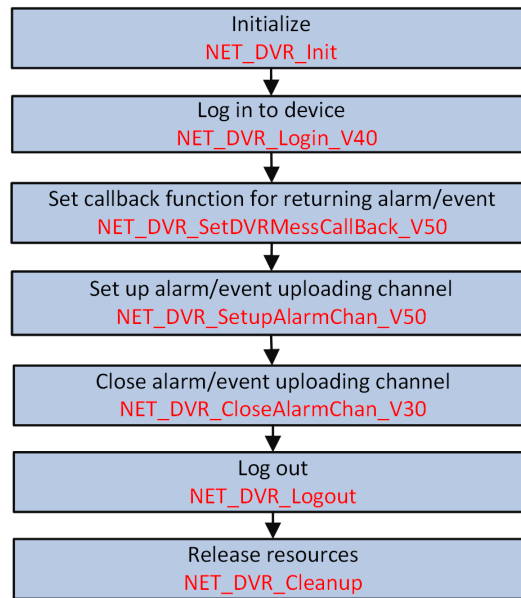 Initialize
NET_DVR_Init
Log in to device
NET_DVR_Login_V40
Set callback function for returning alarm/event
NET_DVR_SetDVRMessCallBack_V50
Set up alarm/event uploading channel
NET_DVR_SetupAlarmChan_V50
Close alarm/event uploading channel
NET_DVR_CloseAlarmChan_V30
Log out
NET_DVR_Logout
Release resources
NET_DVR_Cleanup